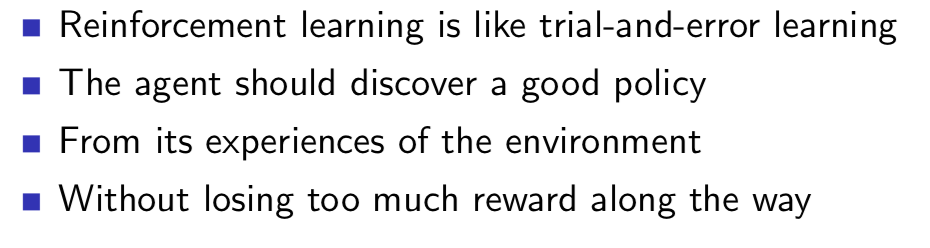 Reinforcement learning is like trial-and-error learning
The agent should discover a good policy
From its experiences of the environment
Without losing too much reward along the way